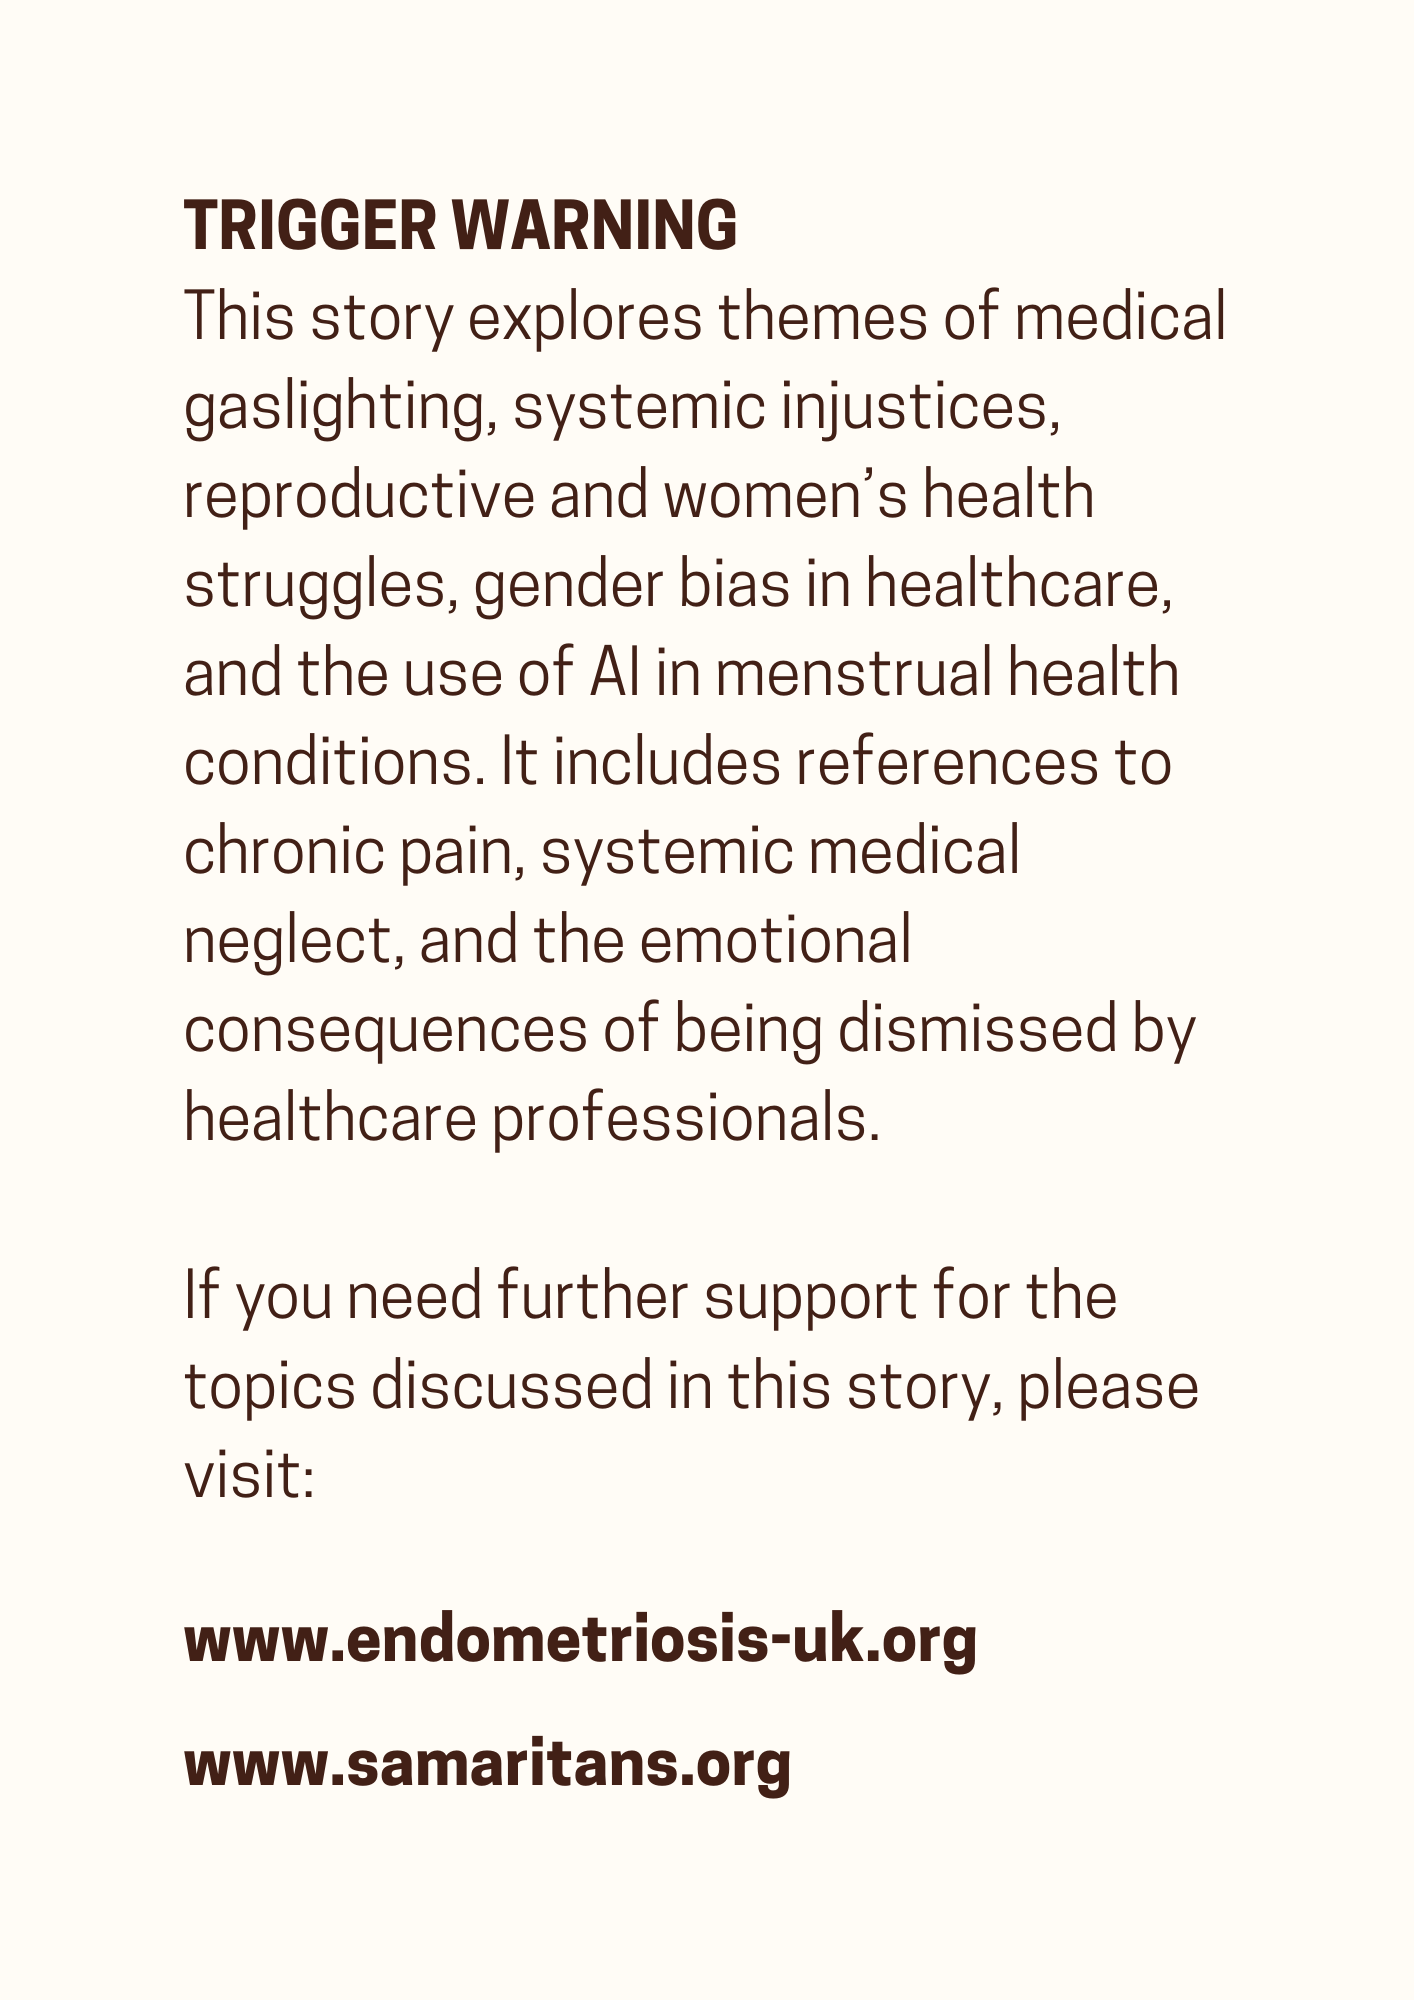 TRIGGER WARNING
This story explores themes of medical
gaslighting, systemic injustices,
reproductive and women’s health
struggles, gender bias in healthcare,
and the use of AI in menstrual health
conditions. It includes references to
chronic pain, systemic medical
neglect, and the emotional
consequences of being dismissed by
healthcare professionals.
If you need further support for the
topics discussed in this story, please
visit:
www.endometriosis-uk.org
www.samaritans.org